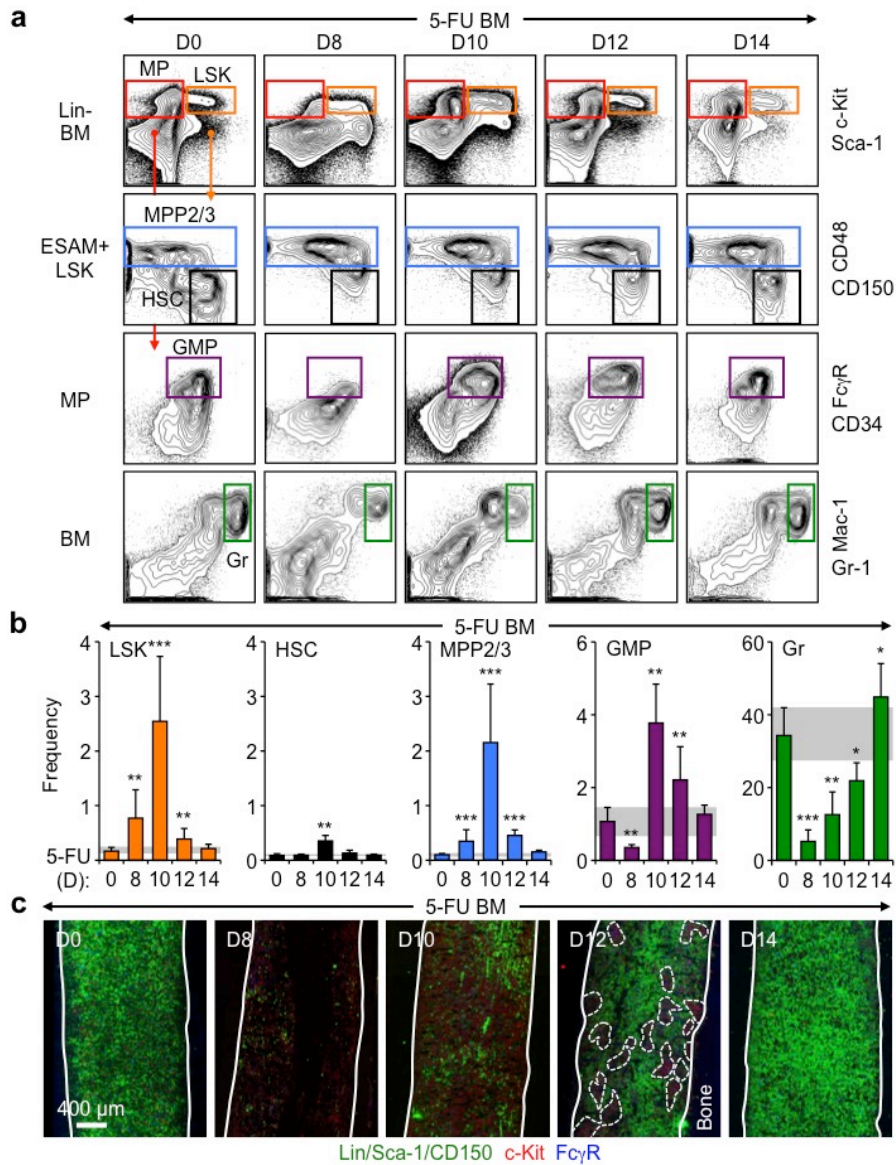 a
5-FU BM
D0 D8 D10 D12 D14
MP LSK
Lin-
BM
c-Kit
Sca-1
MPP2/3
ESAM+
LSK
HSC
CD48
CD150
GMP
MP
FcγR
CD34
BM
Gr
Mac-1
Gr-1
b
5-FU BM
Frequency
LSK
***
**
**
4
3
2
1
0
HSC
**
4
3
2
1
0
MPP2/3
***
***
***
4
3
2
1
0
GMP
**
**
**
6
4
2
0
Gr
*
***
**
*
60
40
20
0
5-FU
(D): 0 8 10 12 14 0 8 10 12 14 0 8 10 12 14 0 8 10 12 14 0 8 10 12 14
c
5-FU BM
D0 D8 D10 D12 D14
400 μm
Bone
Lin/Sca-1/CD150 c-Kit FcγR